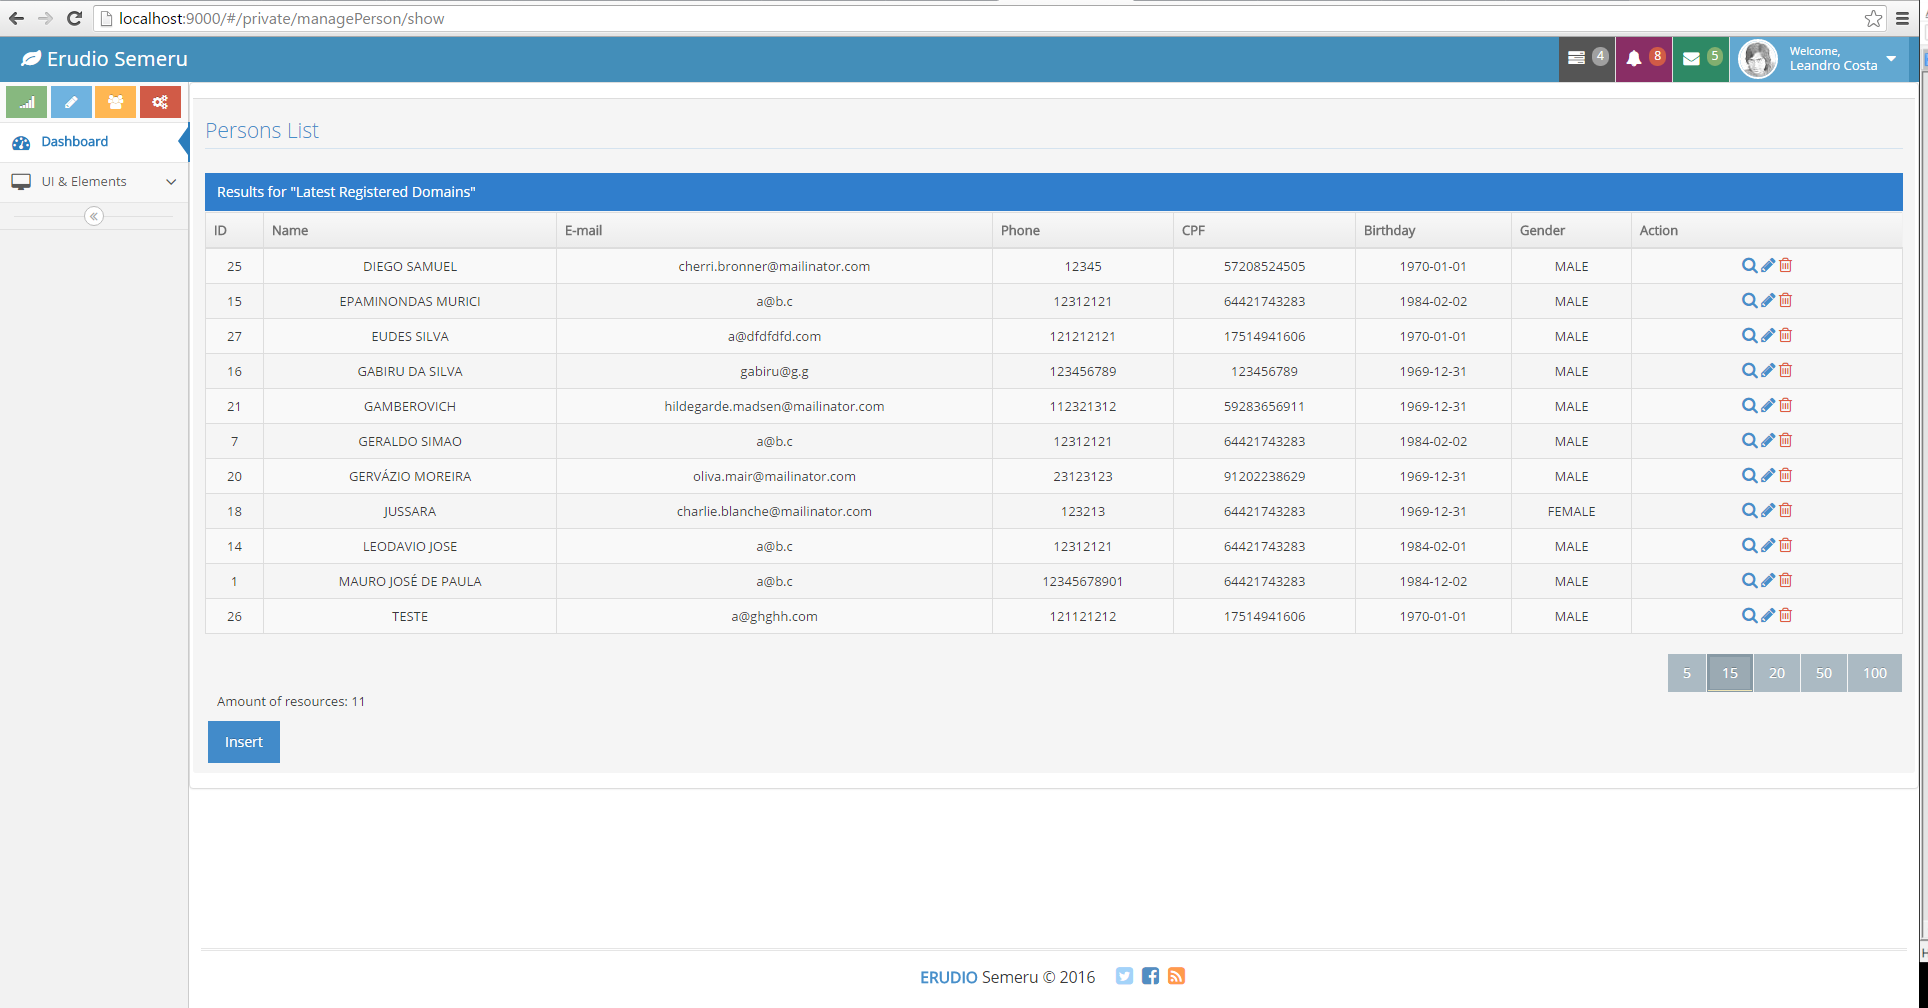 localhost:9000/#/private/managePerson/show
Erudio Semeru
4
8
5
Welcome,
Leandro Costa
Dashboard
UI & Elements
Persons List
Results for "Latest Registered Domains"
ID Name E-mail Phone CPF Birthday Gender Action
25 DIEGO SAMUEL cherri.bronner@mailinator.com 12345 57208524505 1970-01-01 MALE
15 EPAMINONDAS MURICI a@b.c 12312121 64421743283 1984-02-02 MALE
27 EUDES SILVA a@dfdfdfd.com 121212121 17514941606 1970-01-01 MALE
16 GABIRU DA SILVA gabiru@g.g 123456789 123456789 1969-12-31 MALE
21 GAMBEROVICH hildegarde.madsen@mailinator.com 112321312 59283656911 1969-12-31 MALE
7 GERALDO SIMAO a@b.c 12312121 64421743283 1984-02-02 MALE
20 GERVÁZIO MOREIRA oliva.mair@mailinator.com 23123123 91202238629 1969-12-31 MALE
18 JUSSARA charlie.blanche@mailinator.com 123213 64421743283 1969-12-31 FEMALE
14 LEODAVIO JOSE a@b.c 12312121 64421743283 1984-02-01 MALE
1 MAURO JOSÉ DE PAULA a@b.c 12345678901 64421743283 1984-12-02 MALE
26 TESTE a@ghghh.com 121121212 17514941606 1970-01-01 MALE
5 15 20 50 100
Amount of resources: 11
Insert
ERUDIO Semeru © 2016